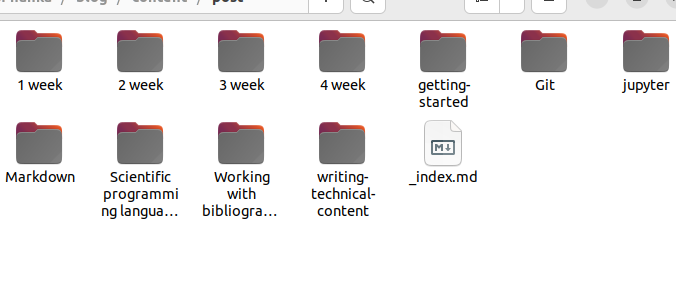 blog / content / post
1 week
2 week
3 week
4 week
getting-
started
Git
jupyter
Markdown
Scientific
programmi
ng langua…
Working
with
bibliogra…
writing-
technical-
content
_index.md